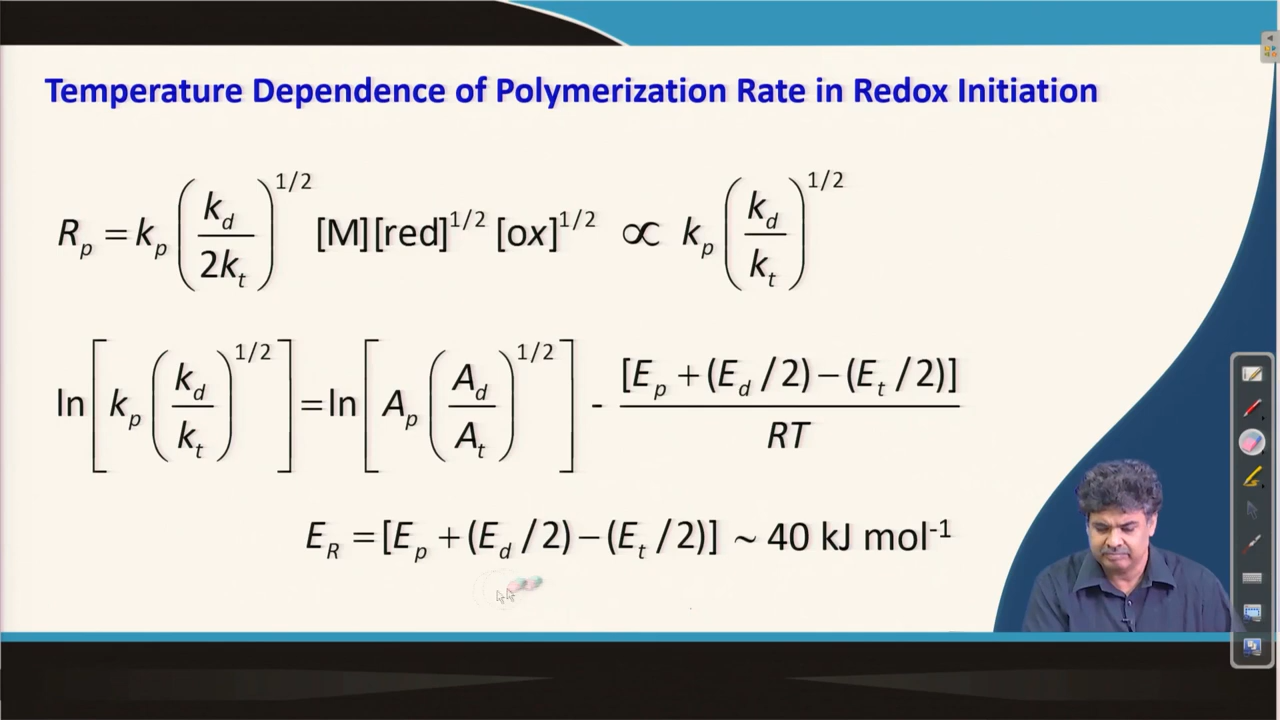 Temperature Dependence of Polymerization Rate in Redox Initiation
R_p = k_p (k_d / 2k_t)^1/2 [M][red]^1/2 [ox]^1/2 ∝ k_p (k_d / k_t)^1/2
ln[k_p (k_d / k_t)^1/2] = ln[A_p (A_d / A_t)^1/2] - [E_p + (E_d /2) − (E_t /2)] / RT
E_R = [E_p + (E_d /2) − (E_t /2)] ~ 40 kJ mol^-1